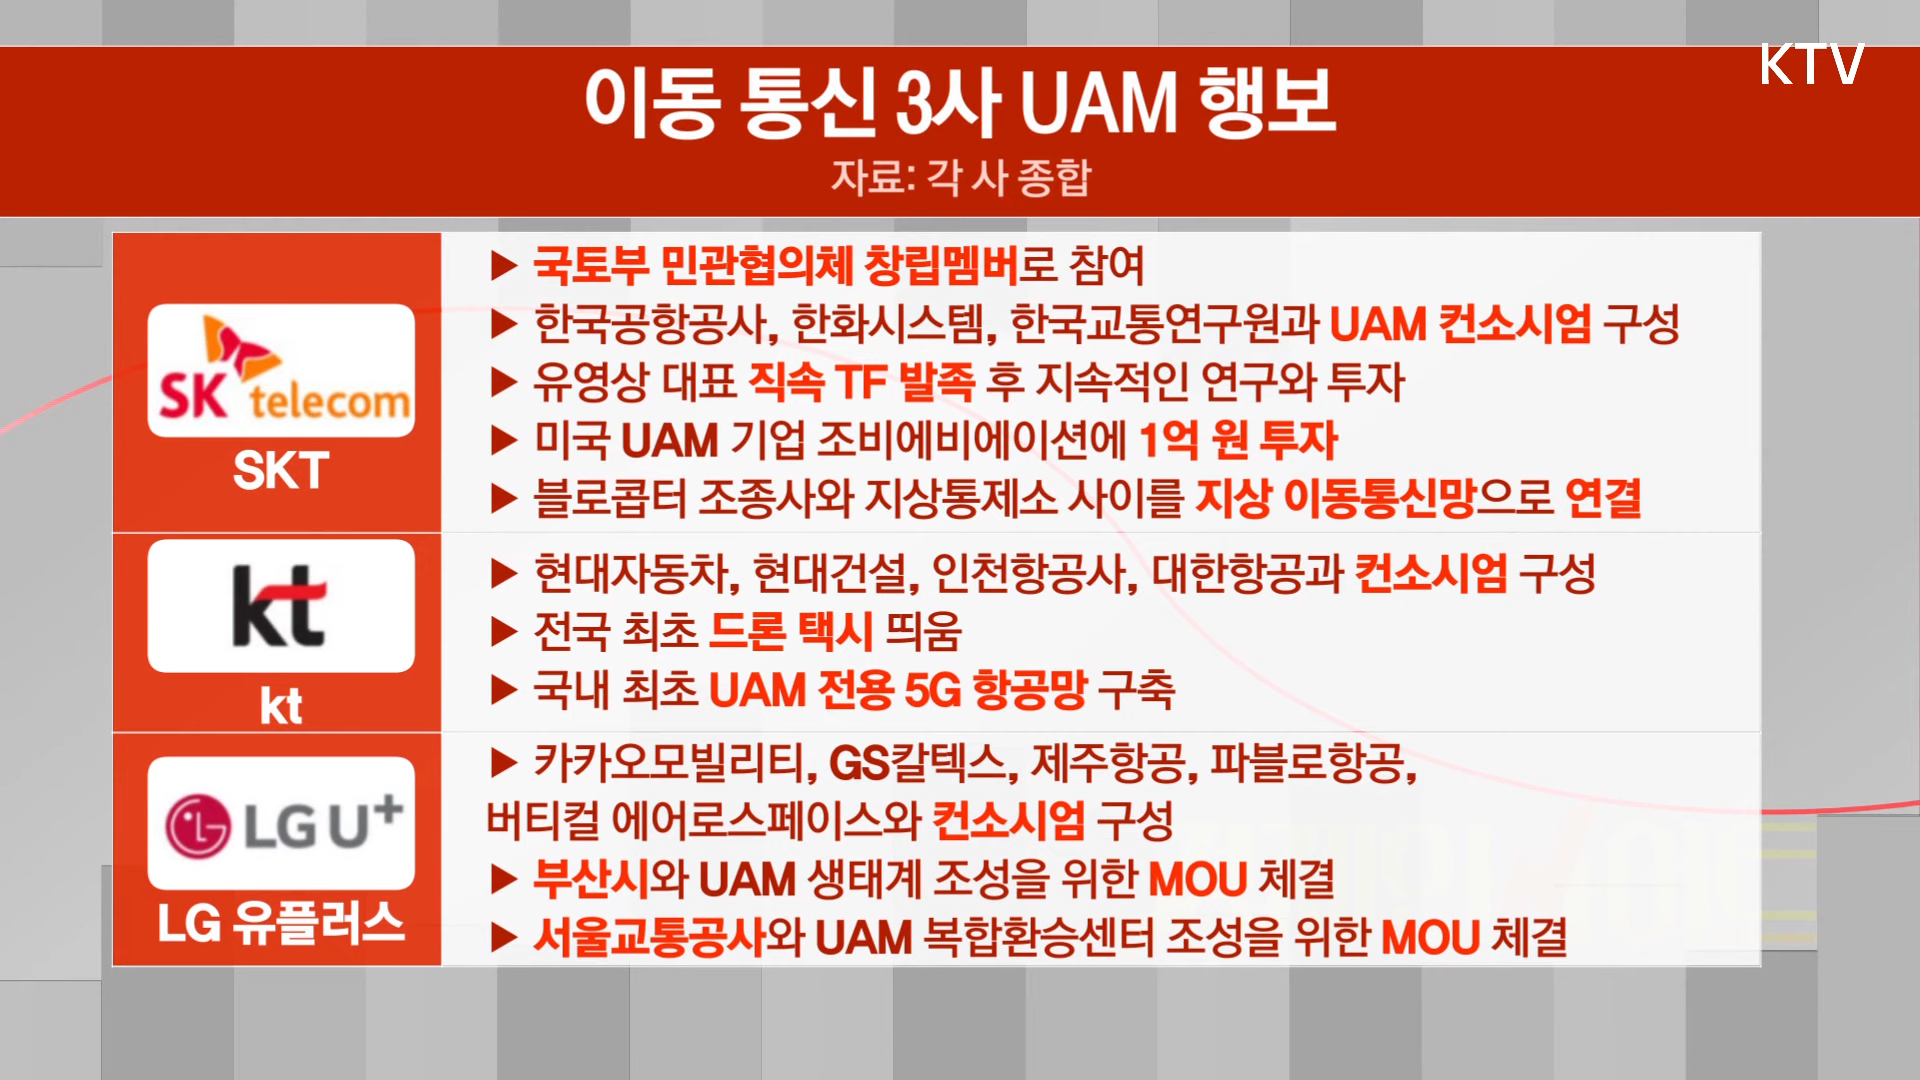 KTV
이동 통신 3사 UAM 행보
자료: 각 사 종합
SK telecom
SKT
▶ 국토부 민관협의체 창립멤버로 참여
▶ 한국공항공사, 한화시스템, 한국교통연구원과 UAM 컨소시엄 구성
▶ 유영상 대표 직속 TF 발족 후 지속적인 연구와 투자
▶ 미국 UAM 기업 조비에비에이션에 1억 원 투자
▶ 블로콥터 조종사와 지상통제소 사이를 지상 이동통신망으로 연결
kt
kt
▶ 현대자동차, 현대건설, 인천항공사, 대한항공과 컨소시엄 구성
▶ 전국 최초 드론 택시 띄움
▶ 국내 최초 UAM 전용 5G 항공망 구축
LG U+
LG 유플러스
▶ 카카오모빌리티, GS칼텍스, 제주항공, 파블로항공,
버티컬 에어로스페이스와 컨소시엄 구성
▶ 부산시와 UAM 생태계 조성을 위한 MOU 체결
▶ 서울교통공사와 UAM 복합환승센터 조성을 위한 MOU 체결